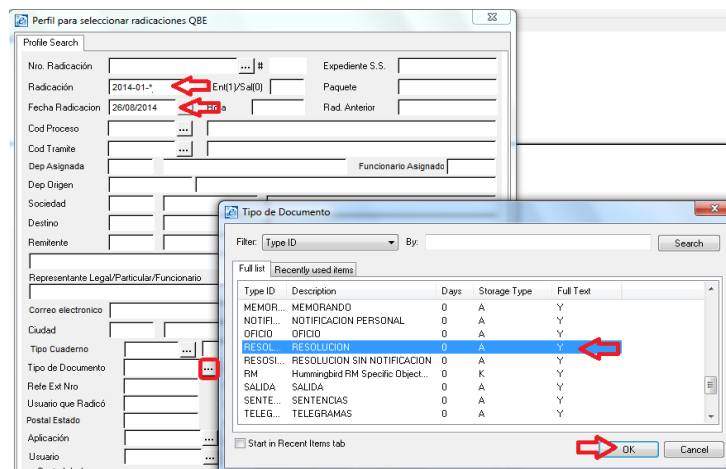 Perfil para seleccionar radicaciones QBE
Profile Search
Nro. Radicación ... # Expediente S.S.
Radicación 2014-01-*, Ent(1)/Sal(0) Paquete
Fecha Radicacion 26/08/2014 Hora Rad. Anterior
Cod Proceso ...
Cod Tramite ...
Dep Asignada Funcionario Asignado
Dep Origen
Sociedad
Destino
Remitente
Representante Legal/Particular/Funcionario
Correo electronico
Ciudad
Tipo Cuaderno ...
Tipo de Documento ...
Refe Ext Nro
Usuario que Radicó
Postal Estado
Aplicación ...
Usuario ...
Tipo de Documento
Filter: Type ID By: Search
Full list Recently used items
Type ID Description Days Storage Type Full Text
MEMOR... MEMORANDO 0 A Y
NOTIFI... NOTIFICACION PERSONAL 0 A Y
OFICIO OFICIO 0 A Y
RESOL... RESOLUCION 0 A Y
RESOSI... RESOLUCION SIN NOTIFICACION 0 A Y
RM Hummingbird RM Specific Object... 0 K Y
SALIDA SALIDA 0 A Y
SENTE... SENTENCIAS 0 A Y
TELEG... TELEGRAMAS 0 A Y
Start in Recent Items tab
OK Cancel